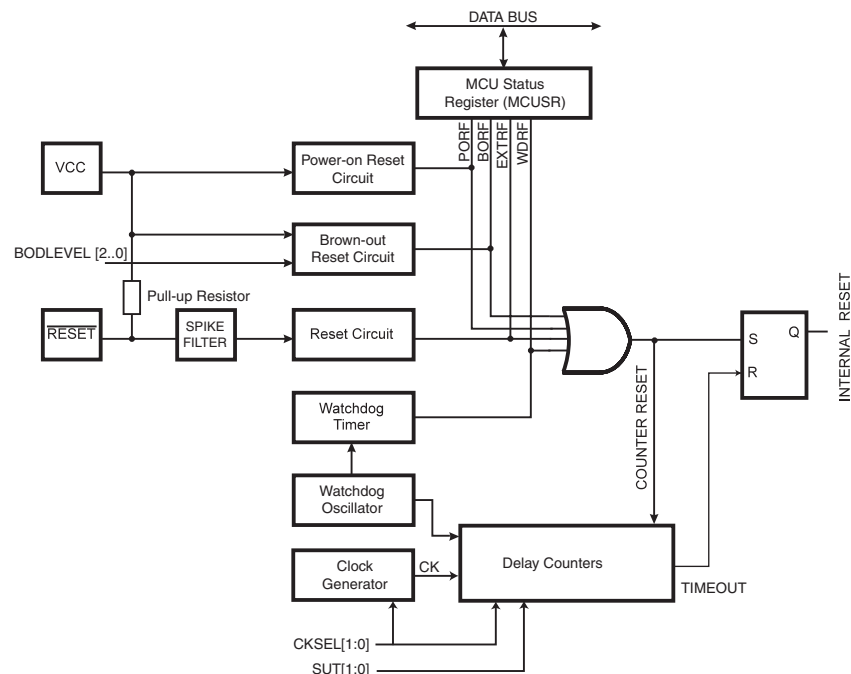 DATA BUS
MCU Status
Register (MCUSR)
PORF
BORF
EXTRF
WDRF
VCC
Power-on Reset
Circuit
BODLEVEL [2..0]
Brown-out
Reset Circuit
Pull-up Resistor
RESET
SPIKE
FILTER
Reset Circuit
S
Q
R
INTERNAL RESET
Watchdog
Timer
COUNTER RESET
Watchdog
Oscillator
Clock
Generator
CK
Delay Counters
TIMEOUT
CKSEL[1:0]
SUT[1:0]